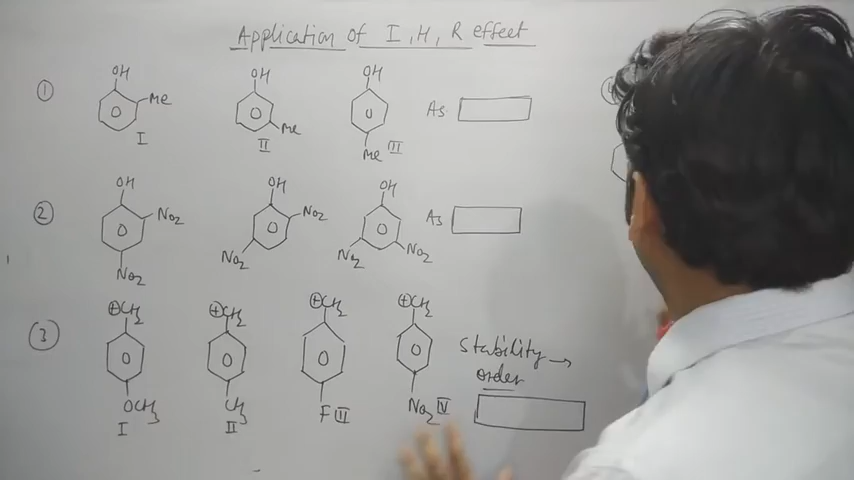 Application of I, H, R effect
①
OH
Me
I
OH
Me
II
OH
Me
III
As
②
OH
NO2
NO2
OH
NO2
NO2
OH
NO2
NO2
As
③
⊕CH2
OCH3
I
⊕CH2
CH3
II
⊕CH2
F
III
⊕CH2
NO2
IV
Stability →
order